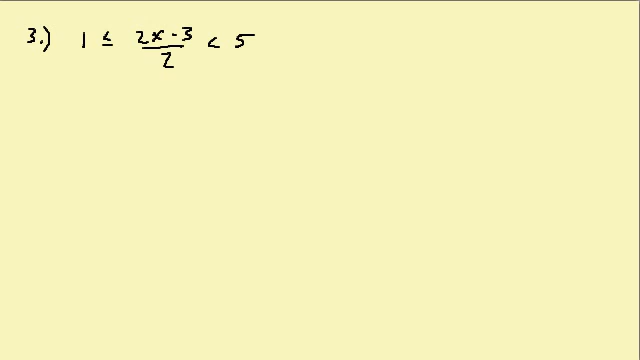 3.) 1 ≤ (2x - 3)/2 < 5